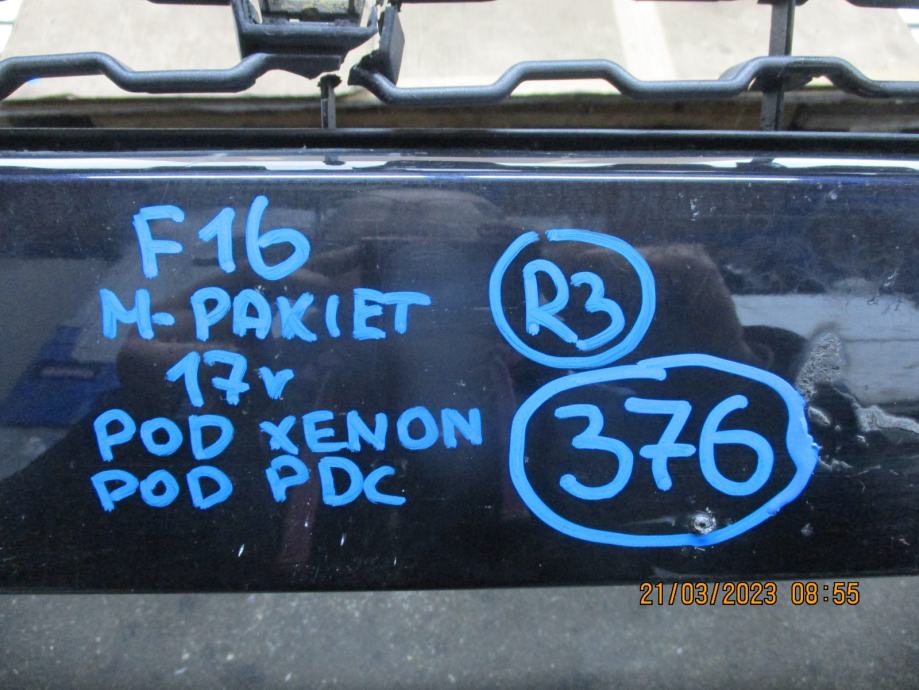 F16
M-PAKIET
17r
POD XENON
POD PDC
R3
376
21/03/2023 08:55